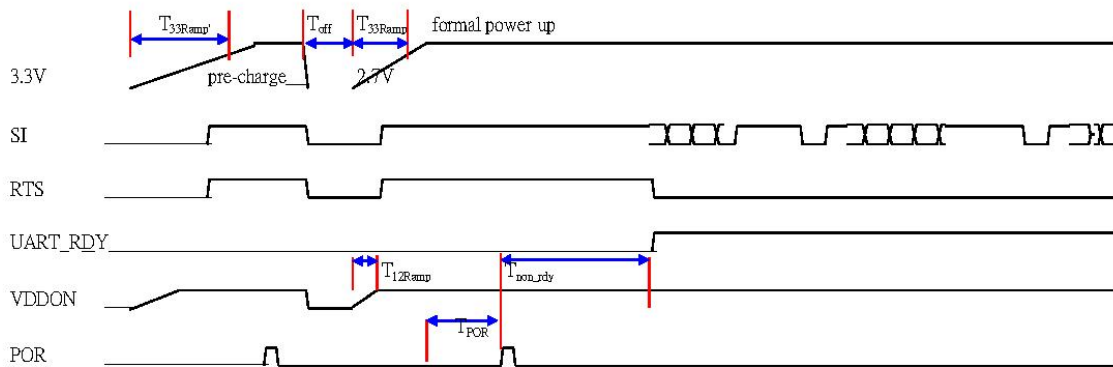 T33Ramp' Toff T33Ramp formal power up
3.3V pre-charge 2.7V
SI
RTS
UART_RDY
T12Ramp Tnon_rdy
VDDON
TPOR
POR